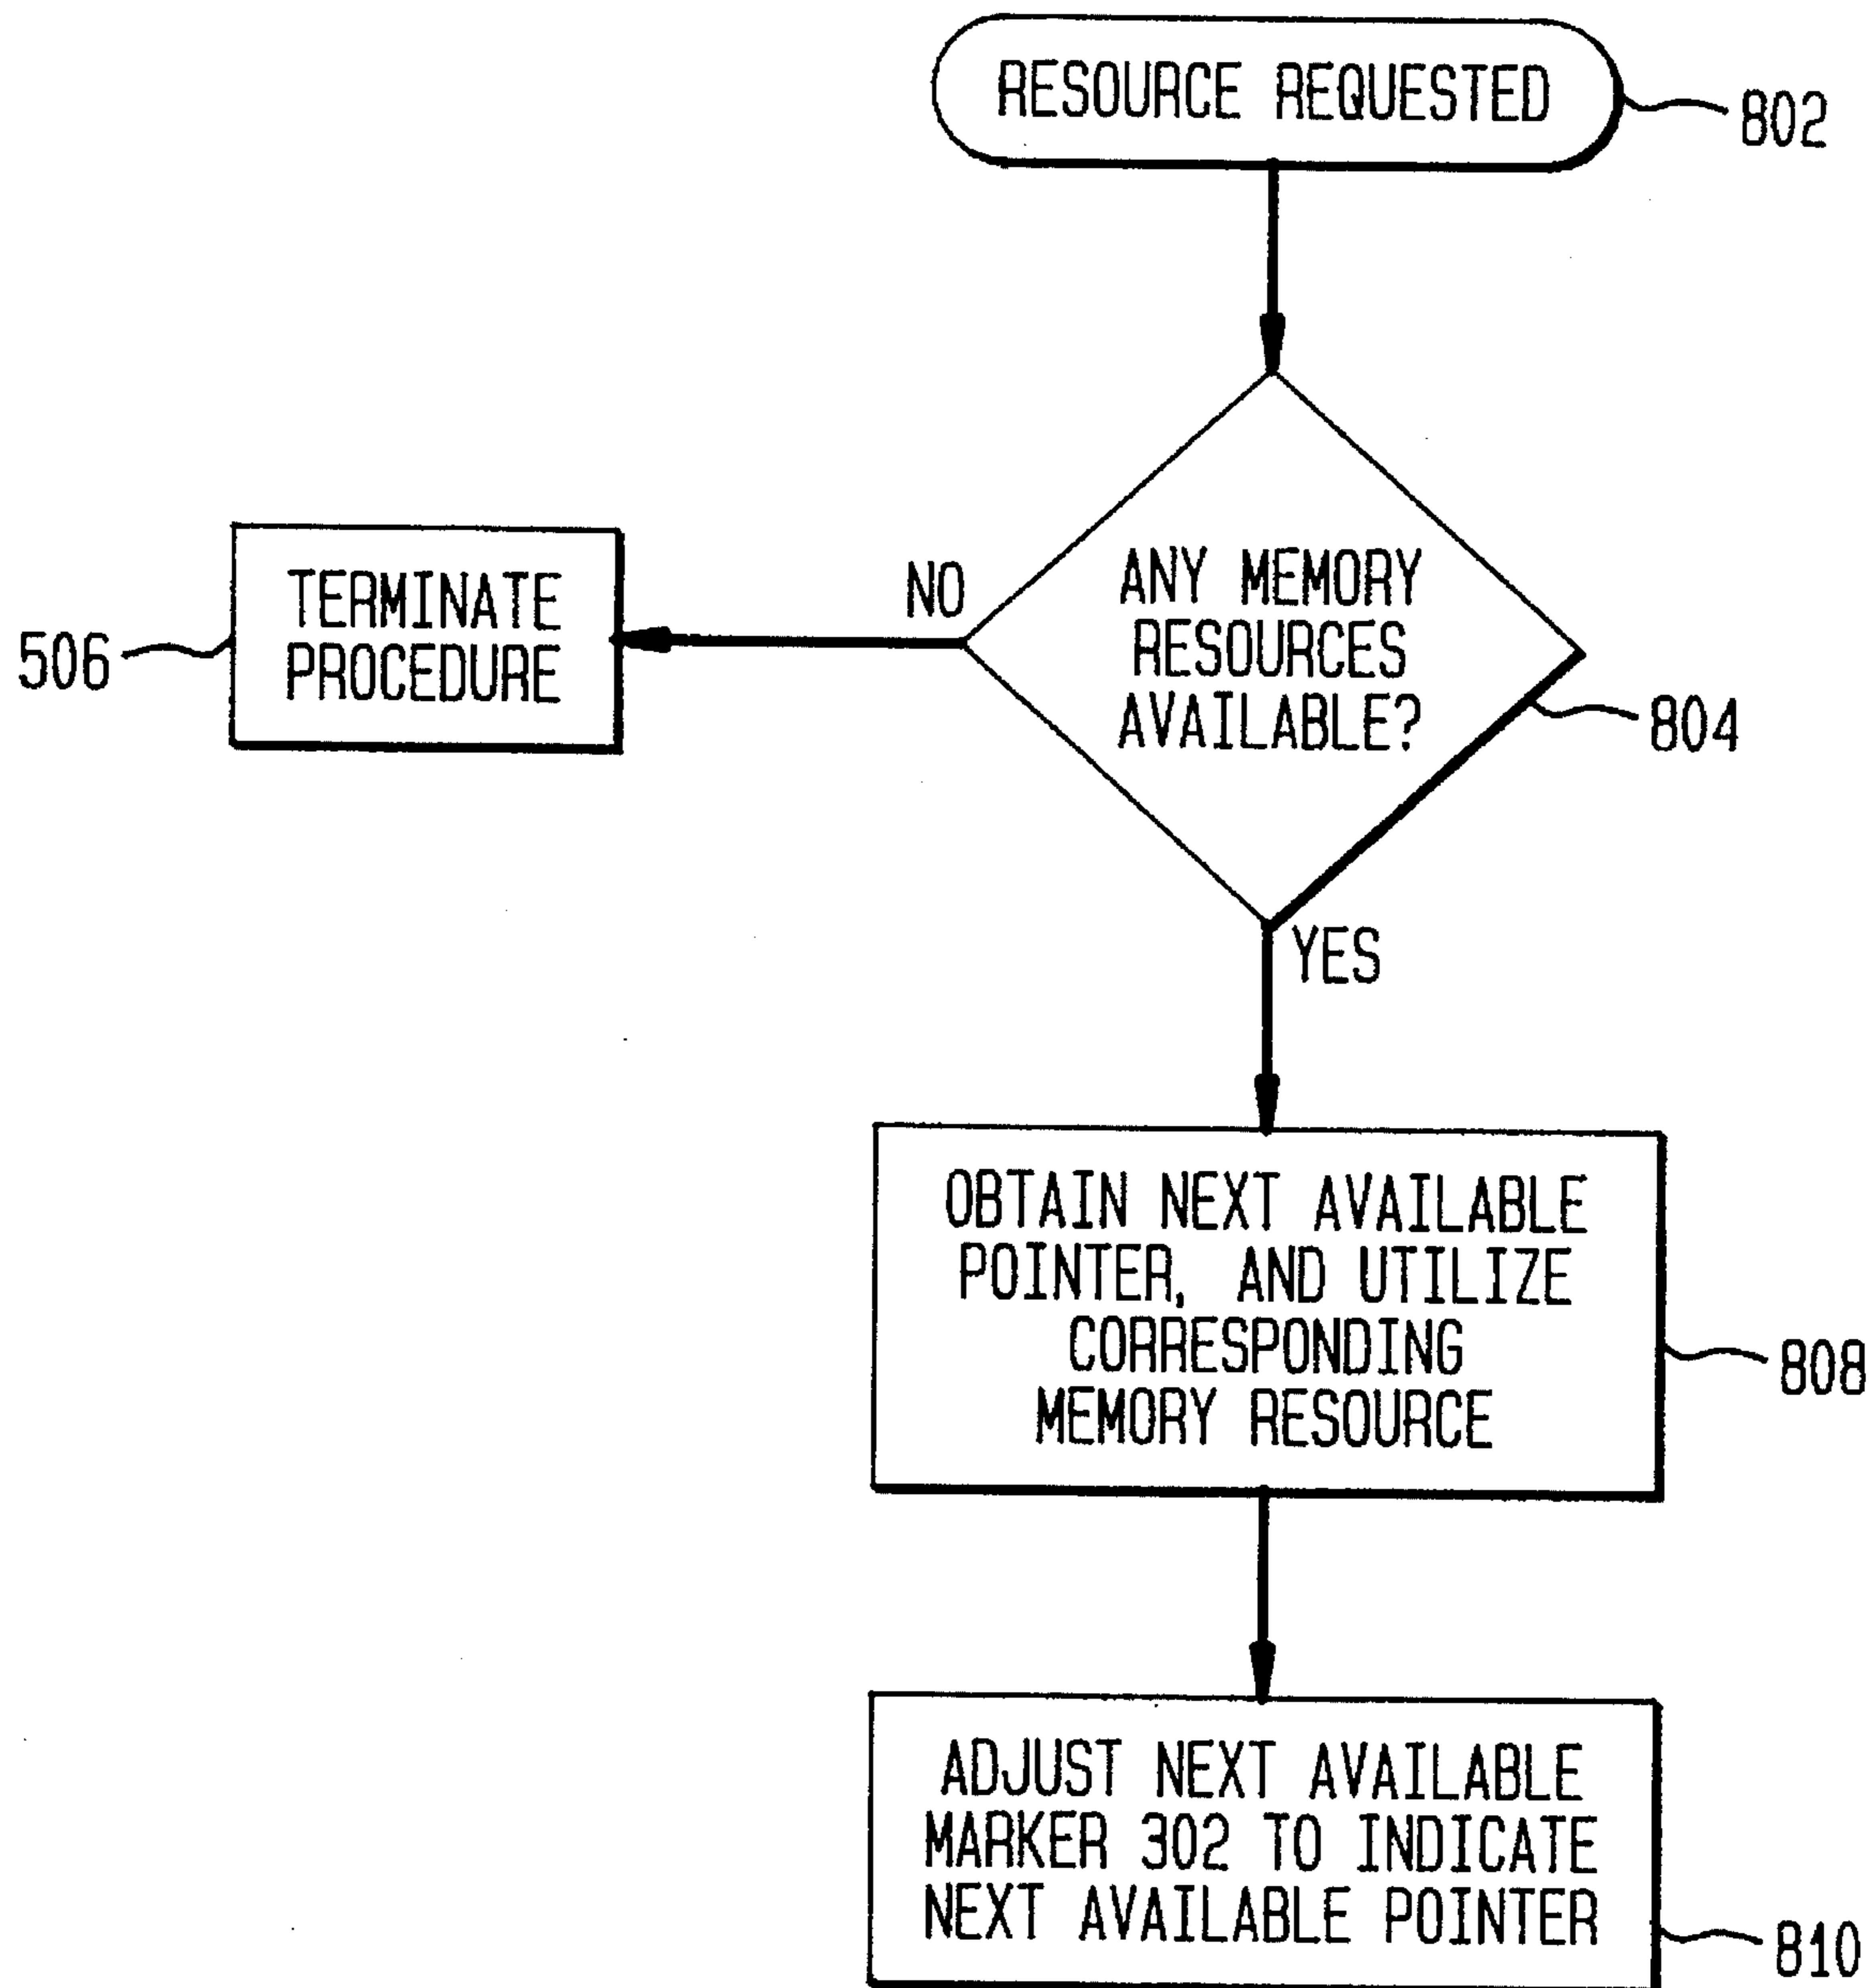 RESOURCE REQUESTED
802
ANY MEMORY
RESOURCES
AVAILABLE?
804
NO
TERMINATE
PROCEDURE
506
YES
OBTAIN NEXT AVAILABLE
POINTER, AND UTILIZE
CORRESPONDING
MEMORY RESOURCE
808
ADJUST NEXT AVAILABLE
MARKER 302 TO INDICATE
NEXT AVAILABLE POINTER
810